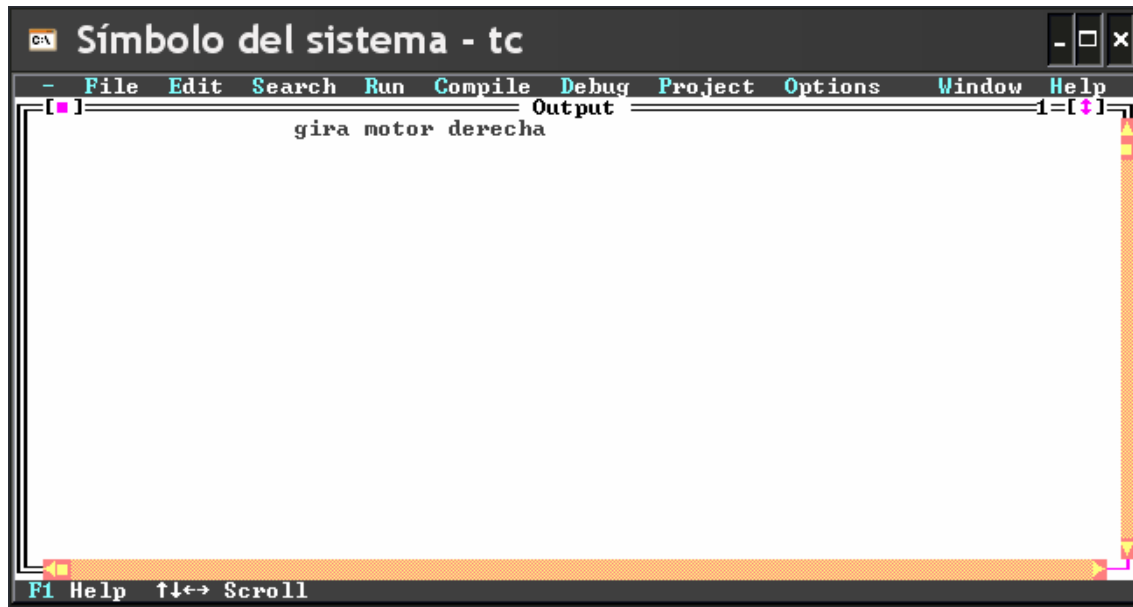 Símbolo del sistema - tc
- File Edit Search Run Compile Debug Project Options Window Help
[■] Output 1=[↕]
gira motor derecha
F1 Help ↑↓←→ Scroll